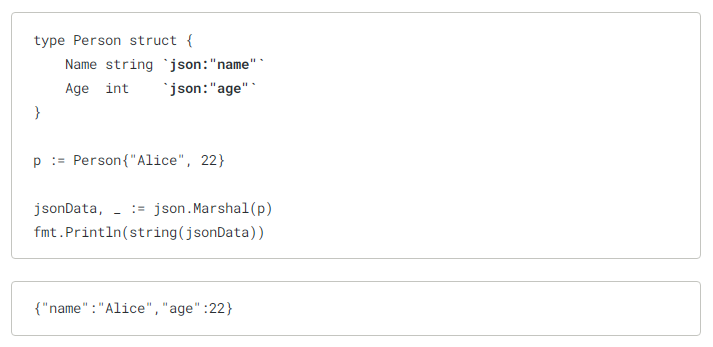 type Person struct {
    Name string `json:"name"`
    Age  int    `json:"age"`
}
p := Person{"Alice", 22}
jsonData, _ := json.Marshal(p)
fmt.Println(string(jsonData))
{"name":"Alice","age":22}